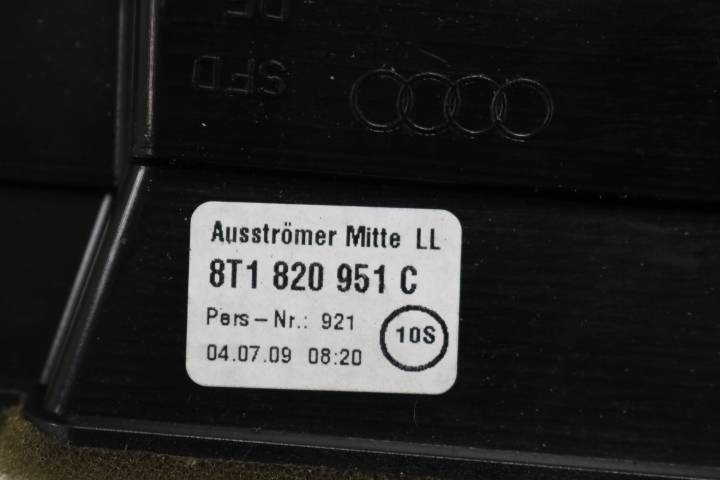 SFD
Ausströmer Mitte LL
8T1 820 951 C
Pers-Nr.: 921
10S
04.07.09 08:20